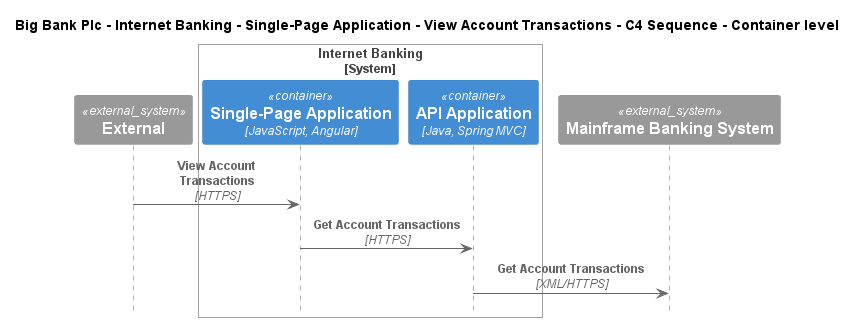 Big Bank Plc - Internet Banking - Single-Page Application - View Account Transactions - C4 Sequence - Container level
Internet Banking
[System]
«external_system»
External
«container»
Single-Page Application
[JavaScript, Angular]
«container»
API Application
[Java, Spring MVC]
«external_system»
Mainframe Banking System
View Account
Transactions
[HTTPS]
Get Account Transactions
[HTTPS]
Get Account Transactions
[XML/HTTPS]